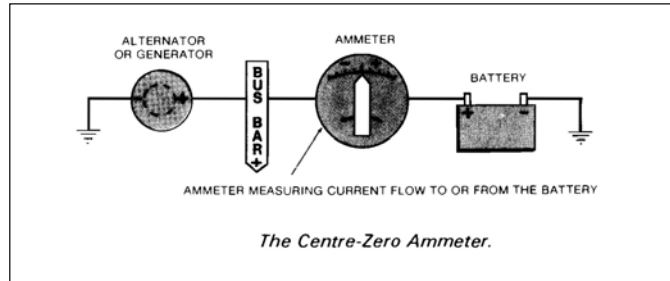 ALTERNATOR
OR GENERATOR
BUS BAR +
AMMETER
- +
BATTERY
+ -
AMMETER MEASURING CURRENT FLOW TO OR FROM THE BATTERY
The Centre-Zero Ammeter.